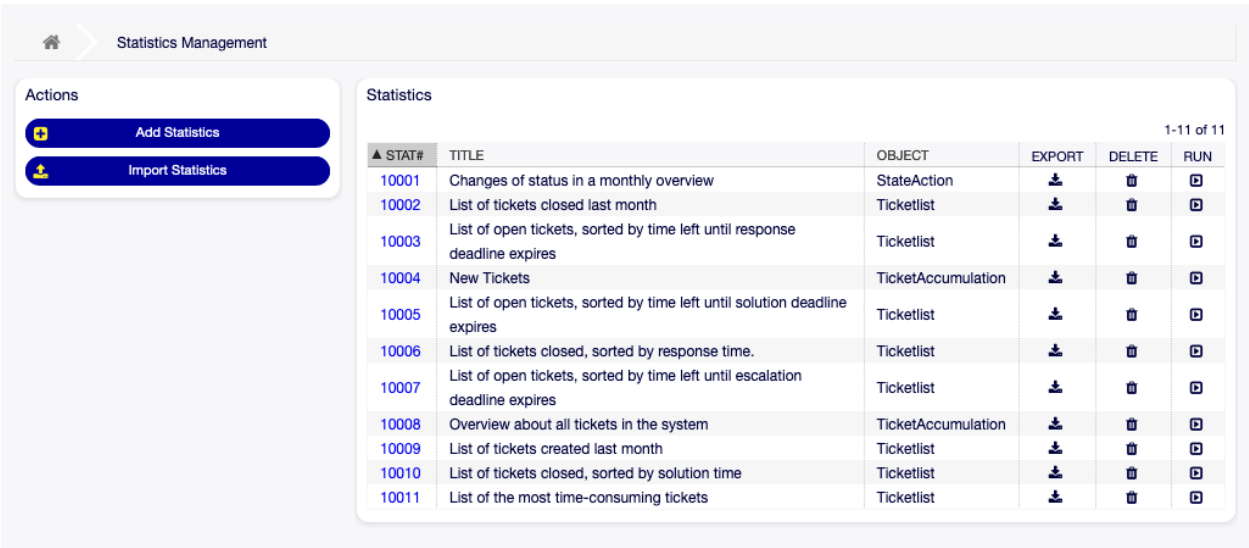 Statistics Management
Actions
Add Statistics
Import Statistics
Statistics
1-11 of 11
▲ STAT# TITLE OBJECT EXPORT DELETE RUN
10001 Changes of status in a monthly overview StateAction
10002 List of tickets closed last month Ticketlist
10003 List of open tickets, sorted by time left until response
deadline expires Ticketlist
10004 New Tickets TicketAccumulation
10005 List of open tickets, sorted by time left until solution deadline
expires Ticketlist
10006 List of tickets closed, sorted by response time. Ticketlist
10007 List of open tickets, sorted by time left until escalation
deadline expires Ticketlist
10008 Overview about all tickets in the system TicketAccumulation
10009 List of tickets created last month Ticketlist
10010 List of tickets closed, sorted by solution time Ticketlist
10011 List of the most time-consuming tickets Ticketlist